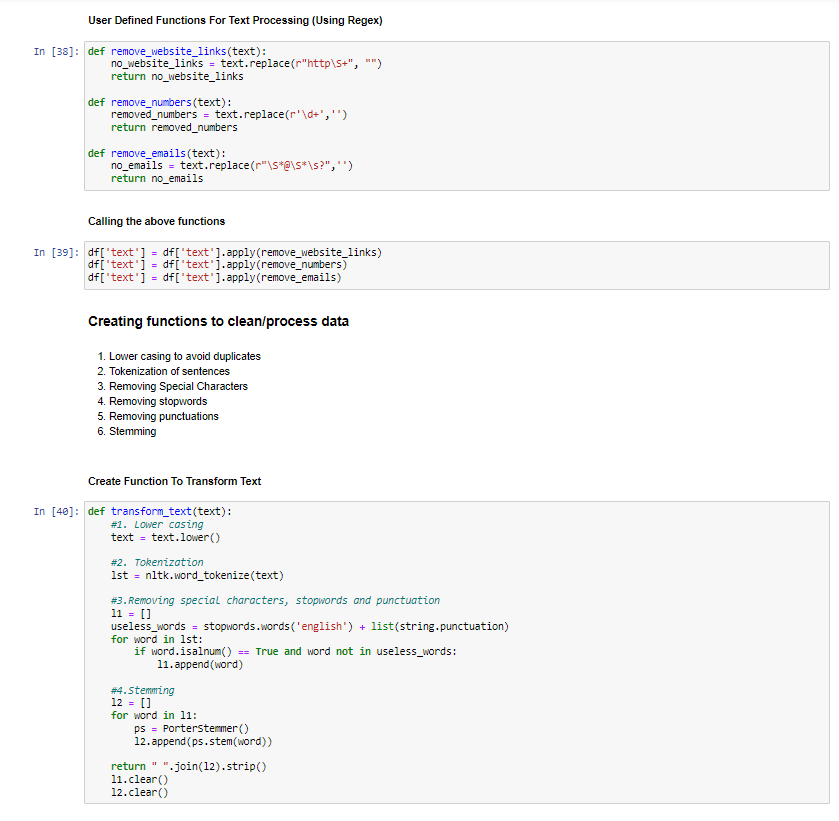 User Defined Functions For Text Processing (Using Regex)
In [38]: def remove_website_links(text):
    no_website_links = text.replace(r"http\S+", "")
    return no_website_links

def remove_numbers(text):
    removed_numbers = text.replace(r'\d+','')
    return removed_numbers

def remove_emails(text):
    no_emails = text.replace(r"\S*@\S*\s?",'')
    return no_emails
Calling the above functions
In [39]: df['text'] = df['text'].apply(remove_website_links)
df['text'] = df['text'].apply(remove_numbers)
df['text'] = df['text'].apply(remove_emails)
Creating functions to clean/process data
1. Lower casing to avoid duplicates
2. Tokenization of sentences
3. Removing Special Characters
4. Removing stopwords
5. Removing punctuations
6. Stemming
Create Function To Transform Text
In [40]: def transform_text(text):
    #1. Lower casing
    text = text.lower()

    #2. Tokenization
    lst = nltk.word_tokenize(text)

    #3.Removing special characters, stopwords and punctuation
    l1 = []
    useless_words = stopwords.words('english') + list(string.punctuation)
    for word in lst:
        if word.isalnum() == True and word not in useless_words:
            l1.append(word)

    #4.Stemming
    l2 = []
    for word in l1:
        ps = PorterStemmer()
        l2.append(ps.stem(word))

    return " ".join(l2).strip()
    l1.clear()
    l2.clear()